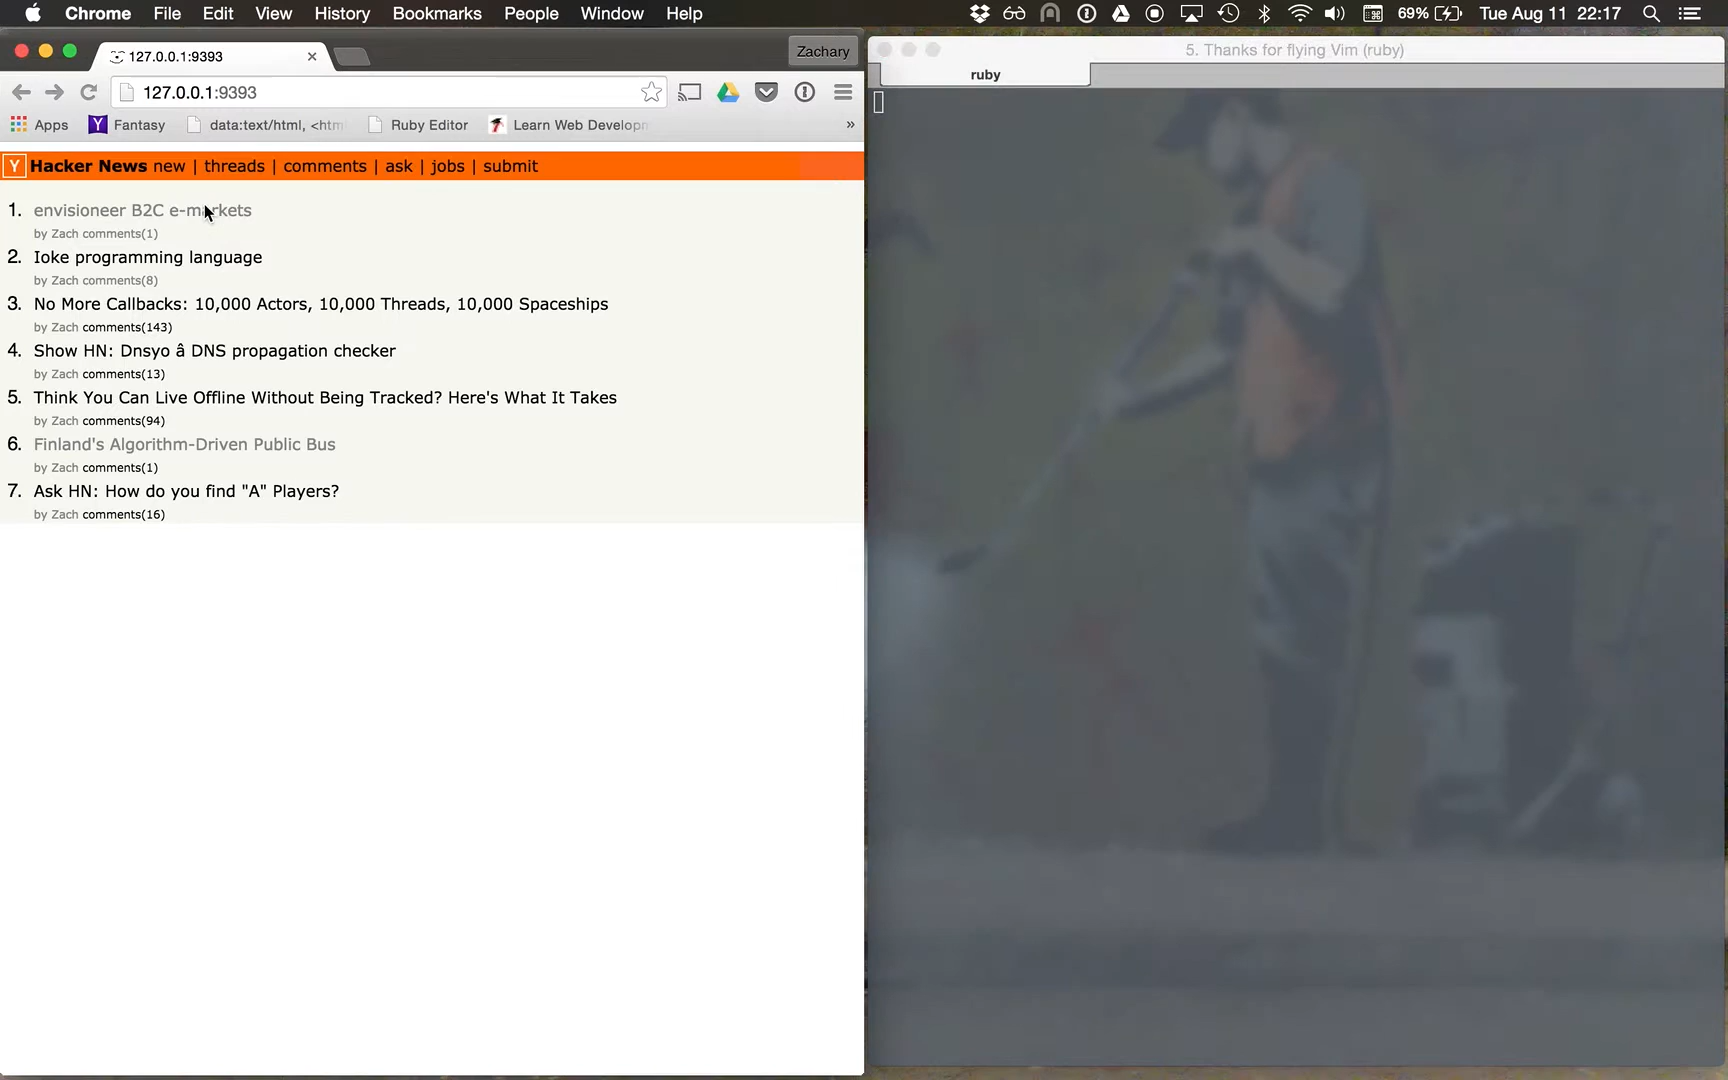 Chrome File Edit View History Bookmarks People Window Help 69% Tue Aug 11 22:17
127.0.0.1:9393 Zachary
127.0.0.1:9393
Apps Fantasy data:text/html, <htm Ruby Editor Learn Web Develop »
Y Hacker News new | threads | comments | ask | jobs | submit
1. envisioneer B2C e-markets
by Zach comments(1)
2. Ioke programming language
by Zach comments(8)
3. No More Callbacks: 10,000 Actors, 10,000 Threads, 10,000 Spaceships
by Zach comments(143)
4. Show HN: Dnsyo â DNS propagation checker
by Zach comments(13)
5. Think You Can Live Offline Without Being Tracked? Here's What It Takes
by Zach comments(94)
6. Finland's Algorithm-Driven Public Bus
by Zach comments(1)
7. Ask HN: How do you find "A" Players?
by Zach comments(16)
5. Thanks for flying Vim (ruby)
ruby